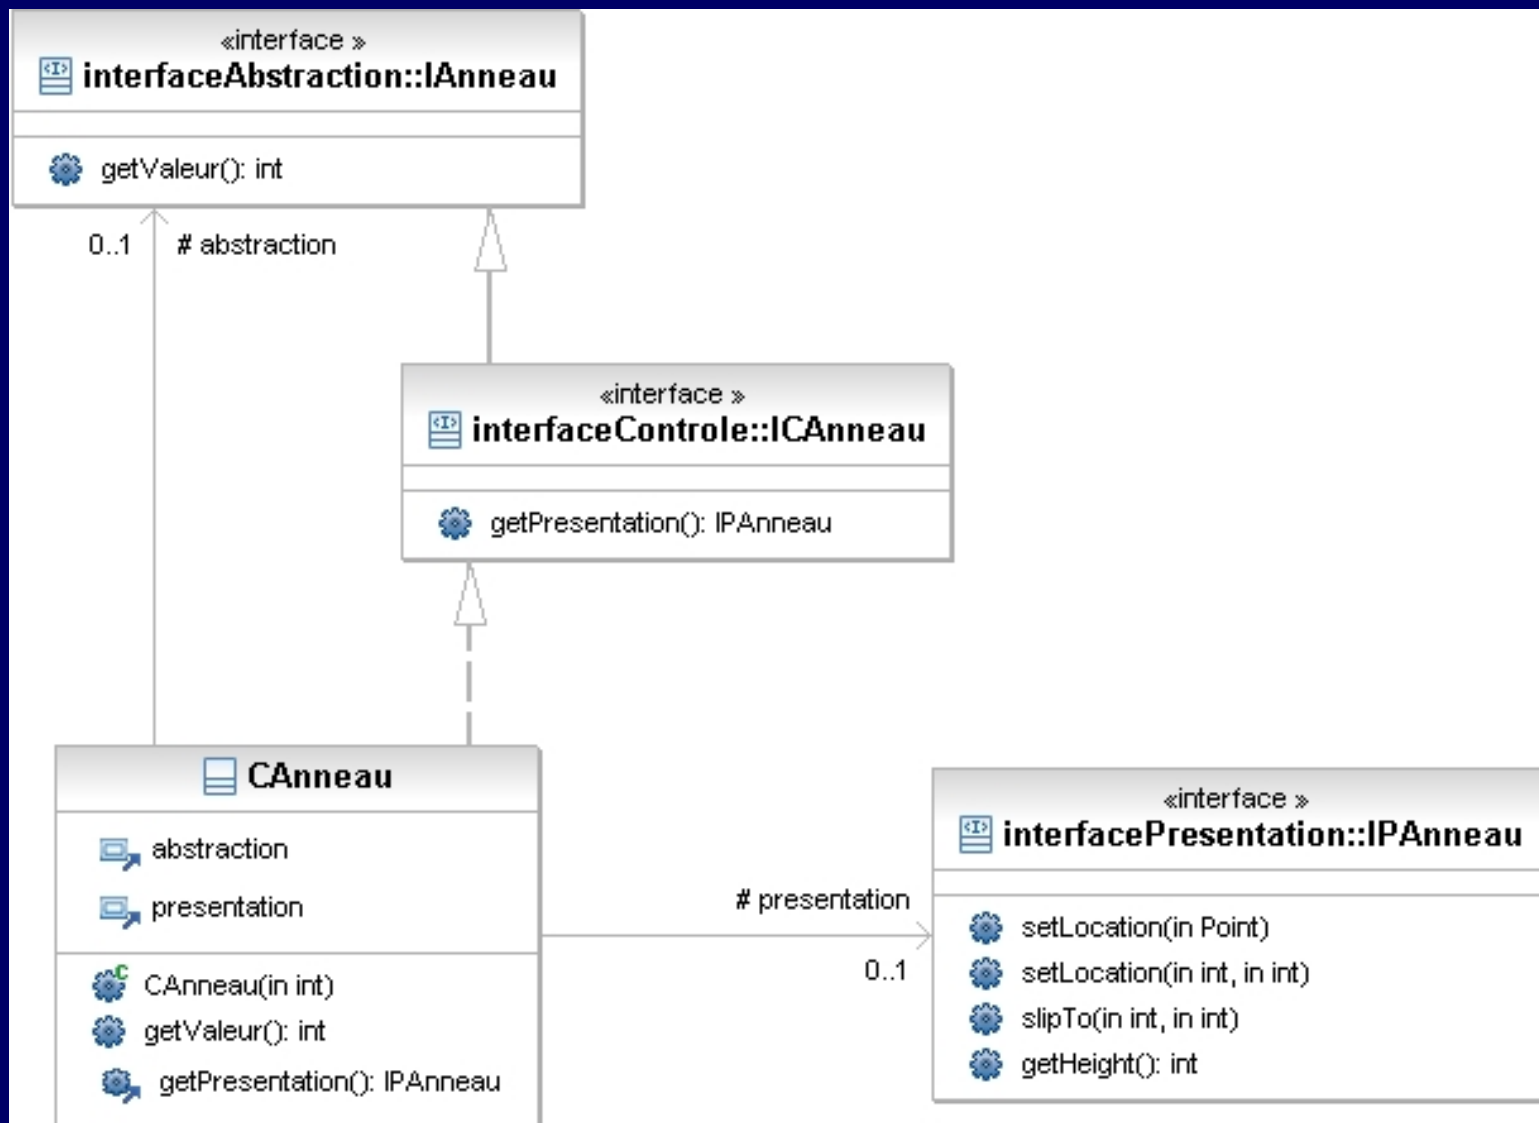 «interface »
interfaceAbstraction::IAnneau
getValeur(): int
0..1 # abstraction
«interface »
interfaceControle::ICAnneau
getPresentation(): IPAnneau
CAnneau
abstraction
presentation
CAnneau(in int)
getValeur(): int
getPresentation(): IPAnneau
# presentation
0..1
«interface »
interfacePresentation::IPAnneau
setLocation(in Point)
setLocation(in int, in int)
slipTo(in int, in int)
getHeight(): int